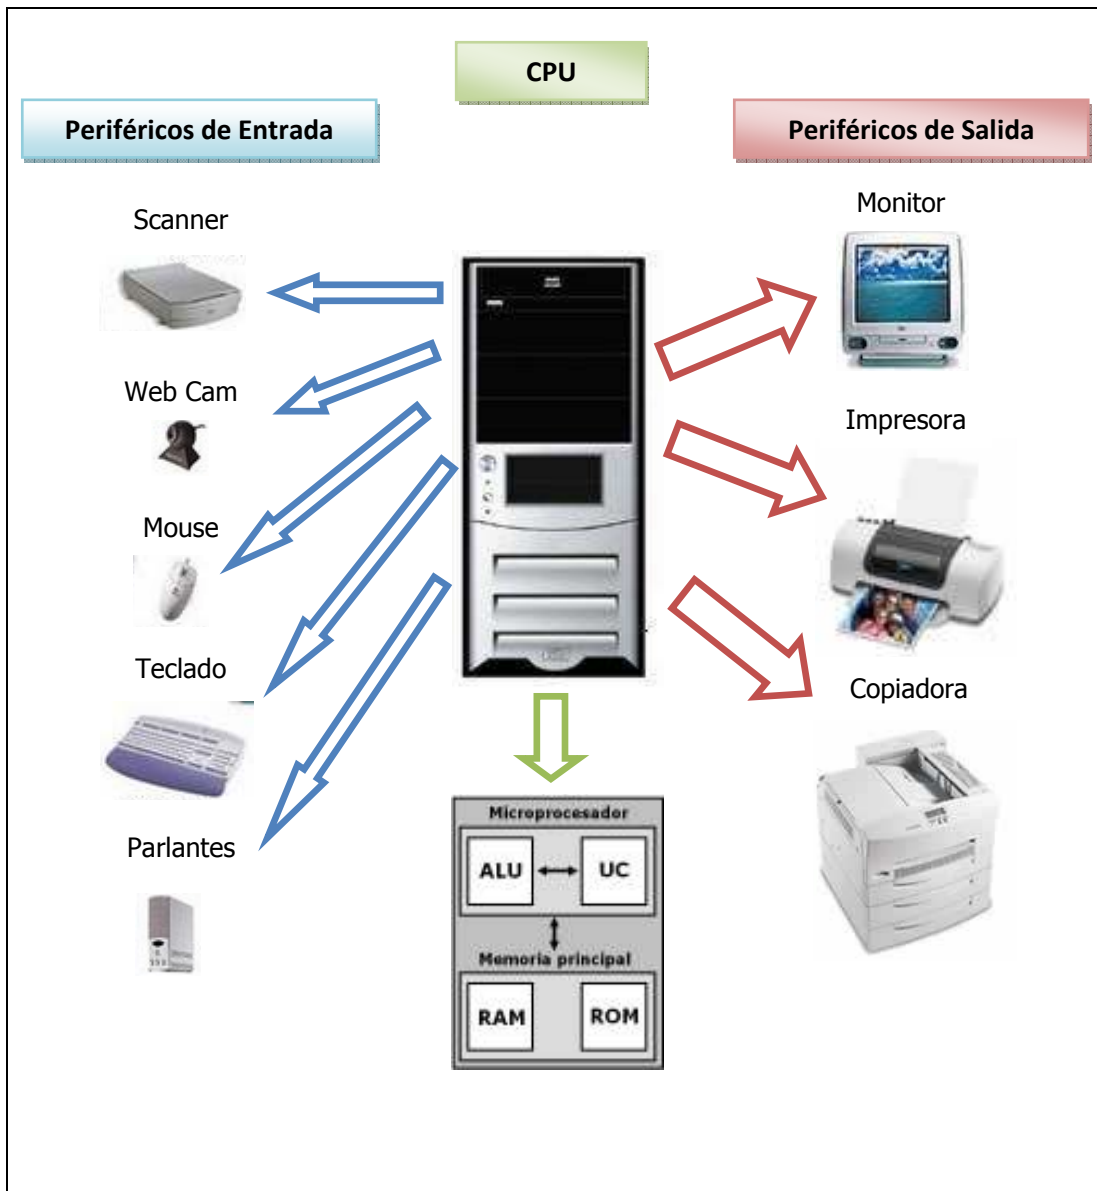 CPU
Periféricos de Entrada
Periféricos de Salida
Scanner
Web Cam
Mouse
Teclado
Parlantes
Monitor
Impresora
Copiadora
Microprocesador
ALU
UC
Memoria principal
RAM
ROM